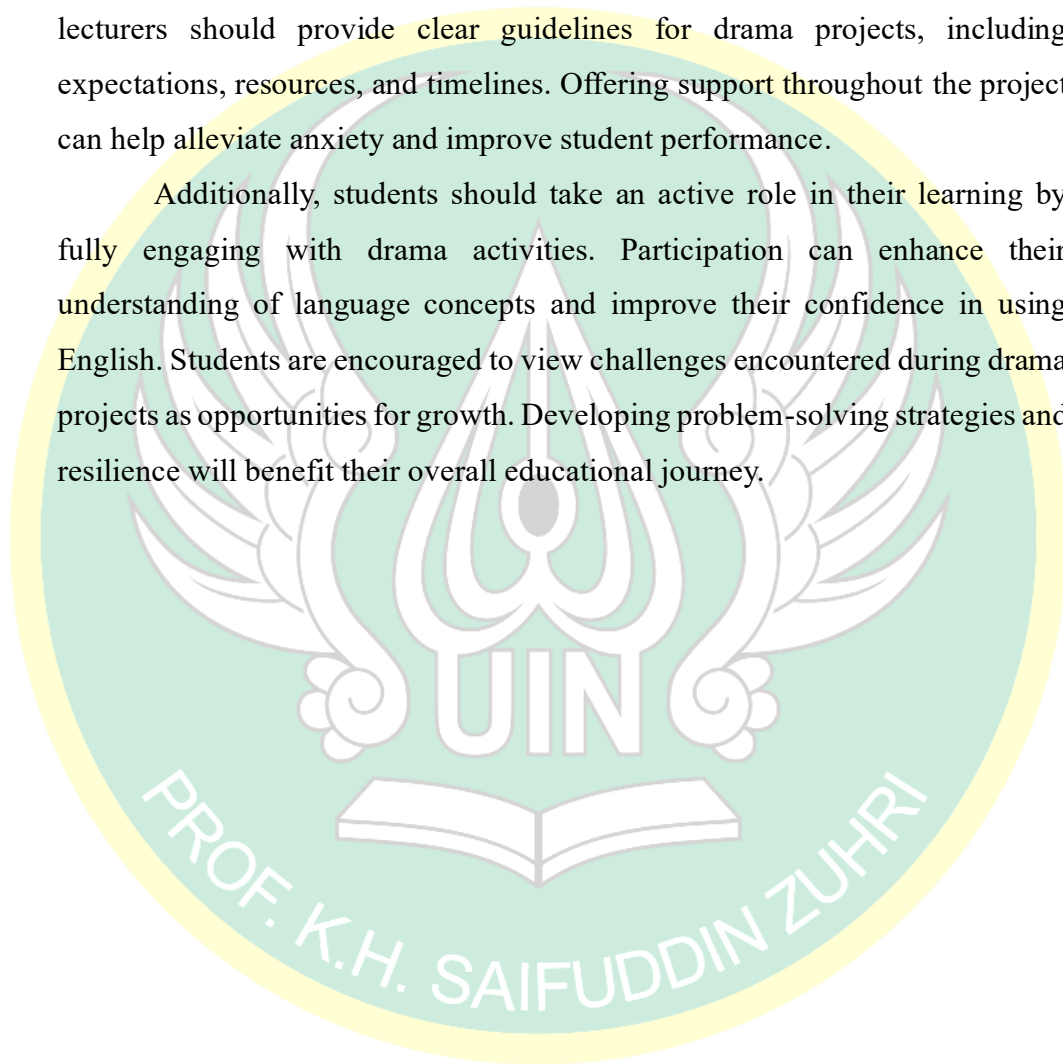 lecturers should provide clear guidelines for drama projects, including
expectations, resources, and timelines. Offering support throughout the project
can help alleviate anxiety and improve student performance.
Additionally, students should take an active role in their learning by
fully engaging with drama activities. Participation can enhance their
understanding of language concepts and improve their confidence in using
English. Students are encouraged to view challenges encountered during drama
projects as opportunities for growth. Developing problem-solving strategies and
resilience will benefit their overall educational journey.
UIN
PROF. K.H. SAIFUDDIN ZUHRI